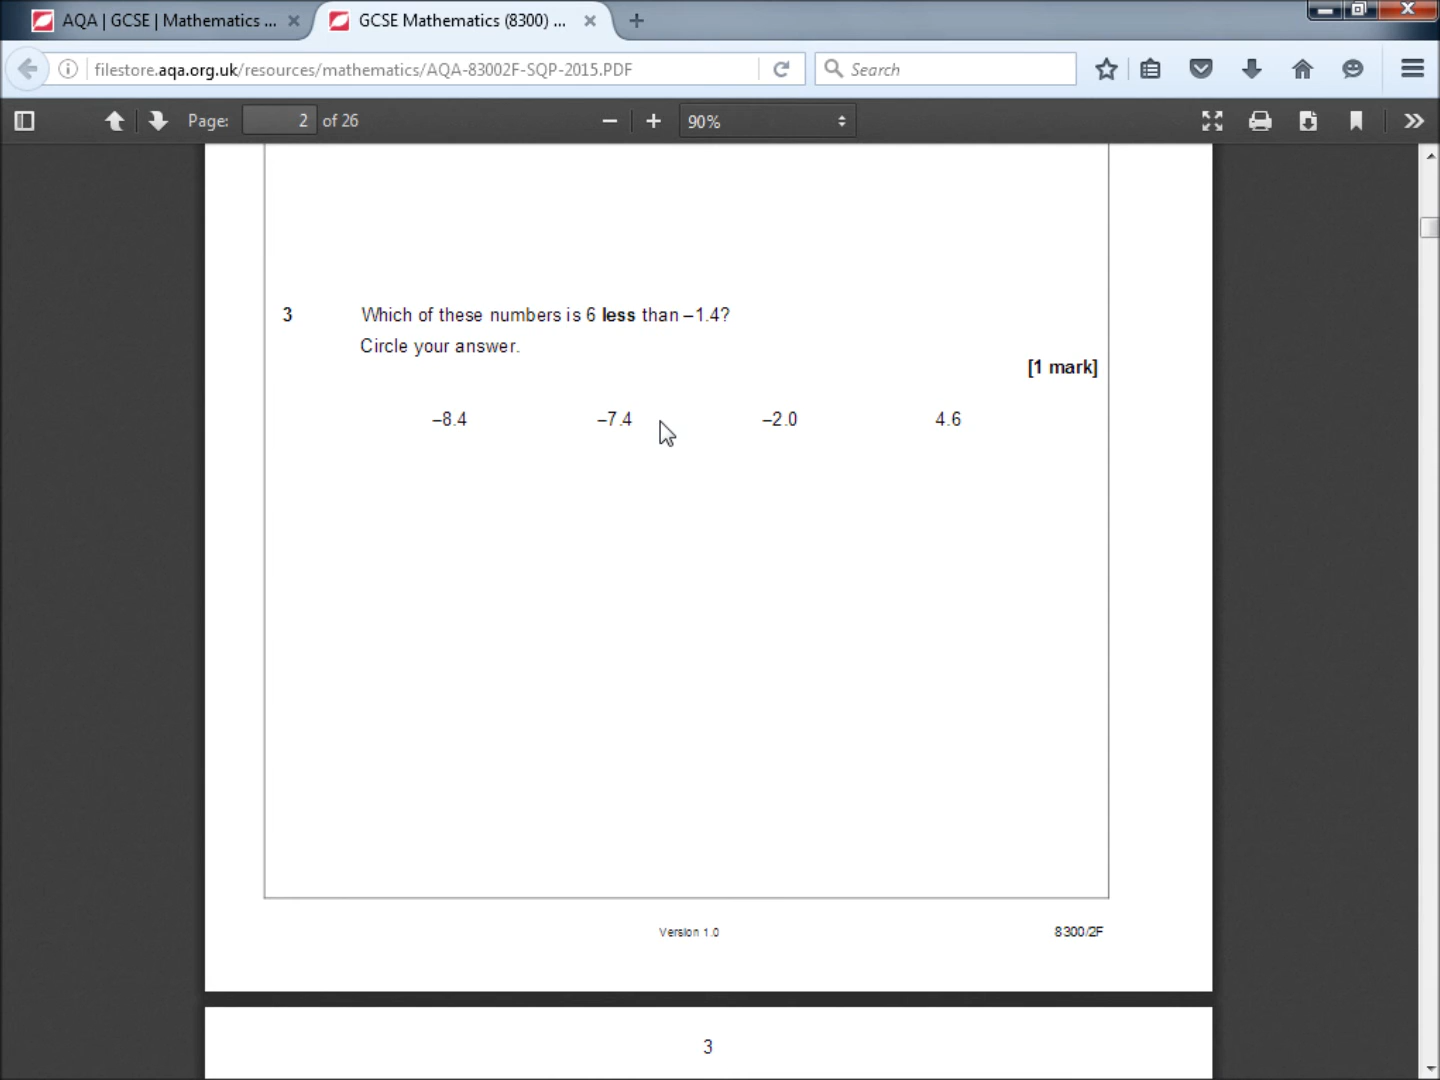 AQA | GCSE | Mathematics ...
GCSE Mathematics (8300) ...
filestore.aqa.org.uk/resources/mathematics/AQA-83002F-SQP-2015.PDF
Search
Page: 2 of 26
90%
3 Which of these numbers is 6 less than –1.4?
Circle your answer.
[1 mark]
–8.4 –7.4 –2.0 4.6
Version 1.0 8300/2F
3